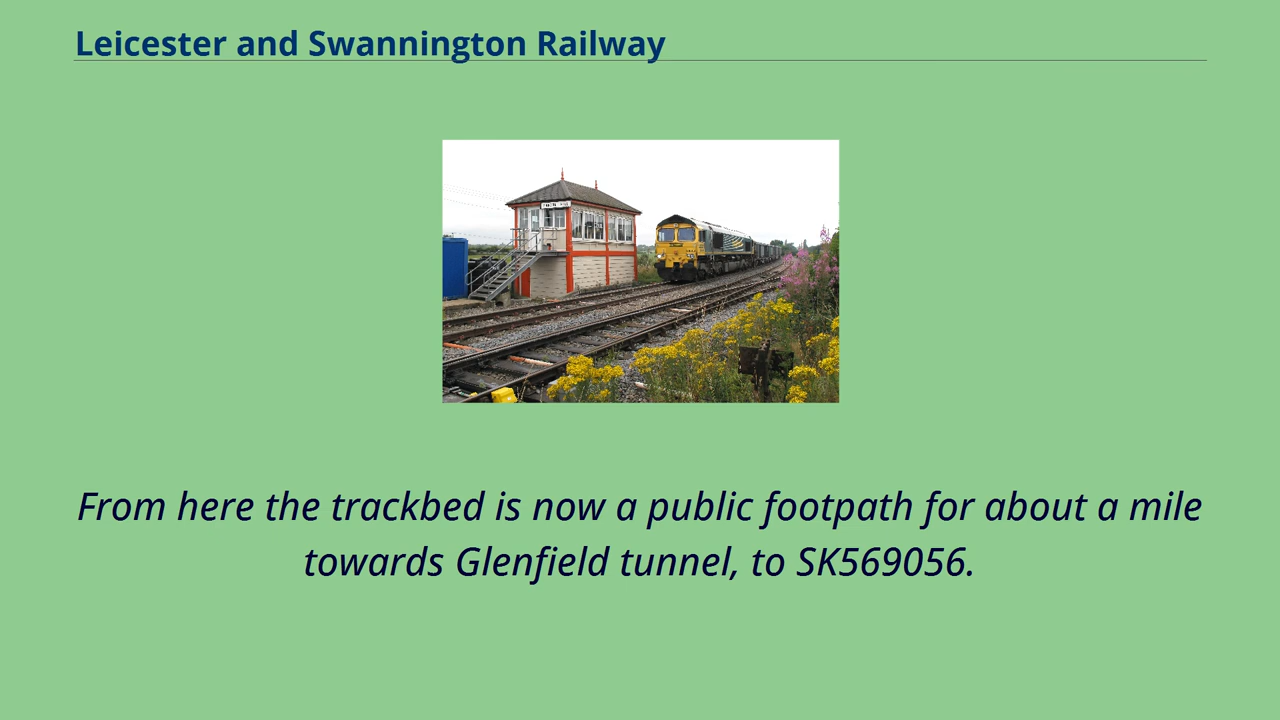 Leicester and Swannington Railway
From here the trackbed is now a public footpath for about a mile
towards Glenfield tunnel, to SK569056.